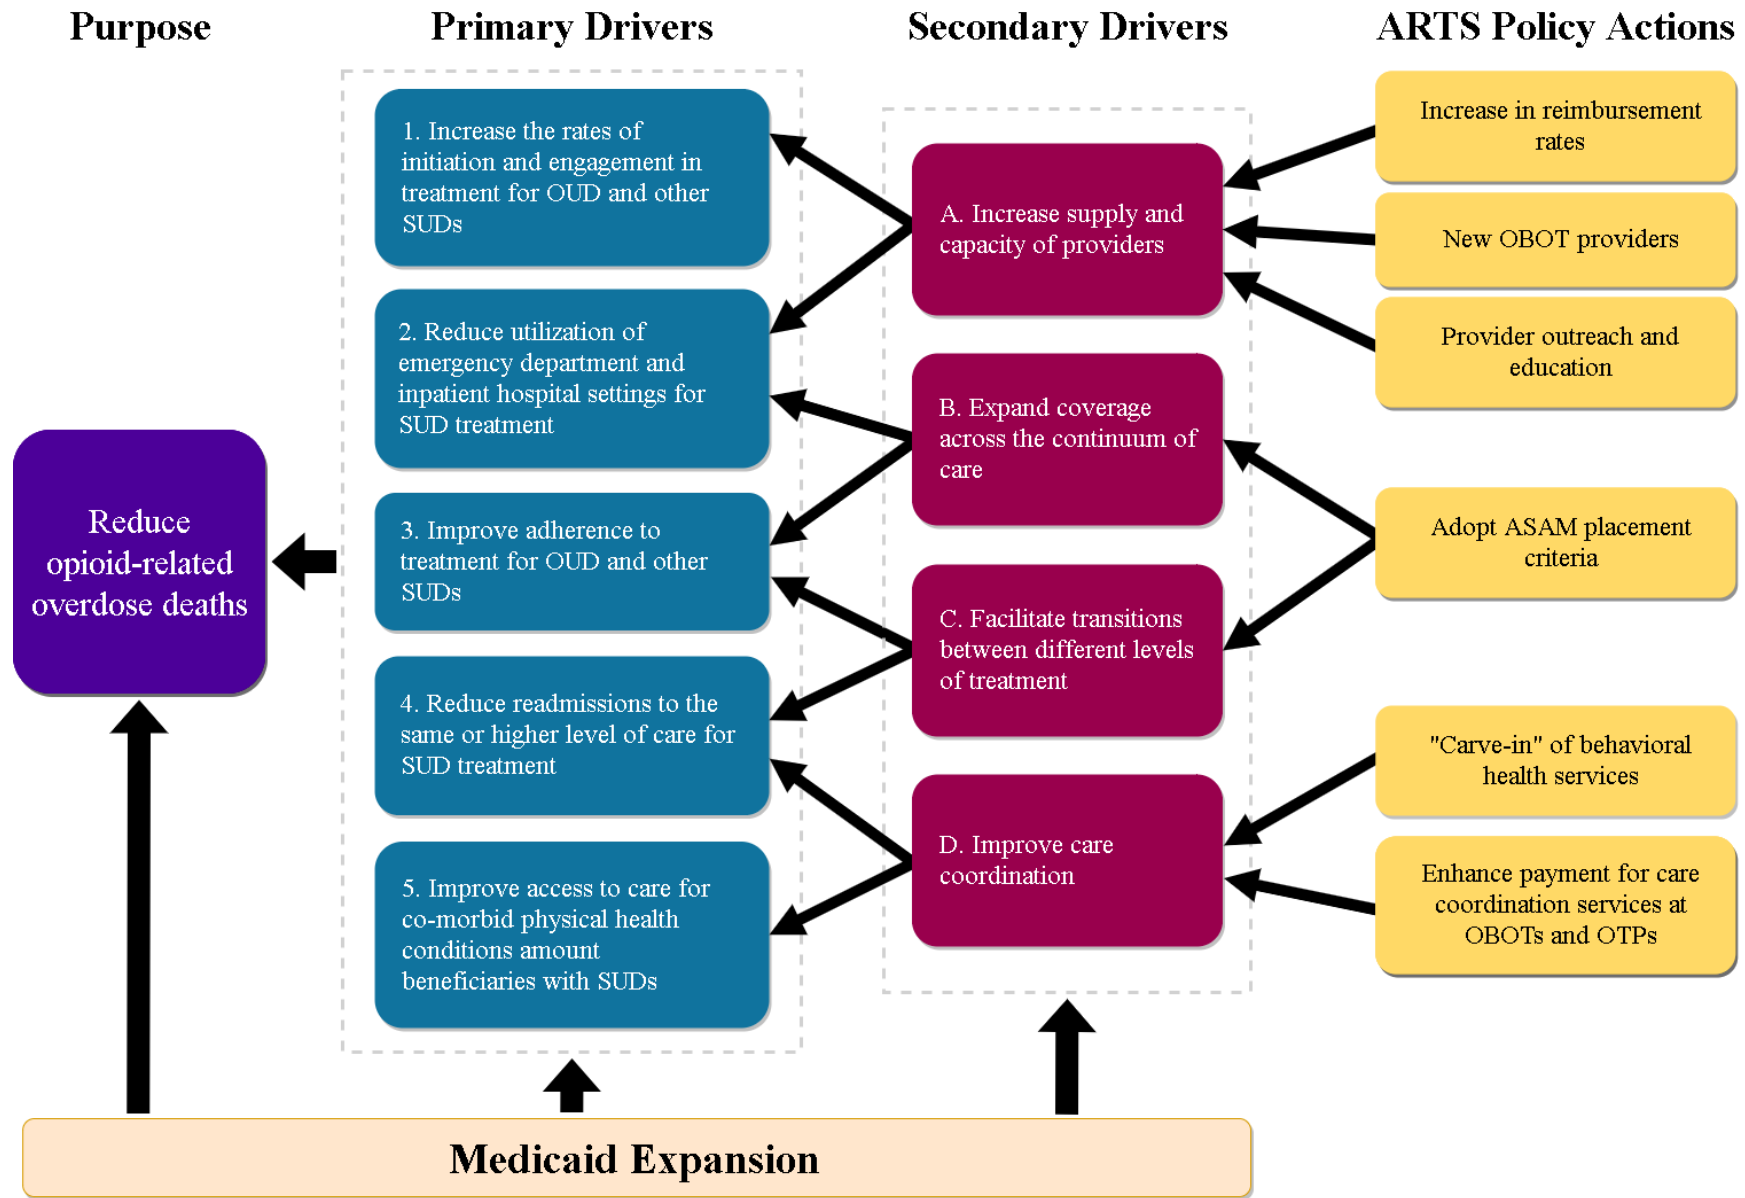 Purpose
Primary Drivers
Secondary Drivers
ARTS Policy Actions
Reduce
opioid-related
overdose deaths
1. Increase the rates of
initiation and engagement in
treatment for OUD and other
SUDs
2. Reduce utilization of
emergency department and
inpatient hospital settings for
SUD treatment
3. Improve adherence to
treatment for OUD and other
SUDs
4. Reduce readmissions to the
same or higher level of care for
SUD treatment
5. Improve access to care for
co-morbid physical health
conditions amount
beneficiaries with SUDs
A. Increase supply and
capacity of providers
B. Expand coverage
across the continuum of
care
C. Facilitate transitions
between different levels
of treatment
D. Improve care
coordination
Increase in reimbursement
rates
New OBOT providers
Provider outreach and
education
Adopt ASAM placement
criteria
"Carve-in" of behavioral
health services
Enhance payment for care
coordination services at
OBOTs and OTPs
Medicaid Expansion